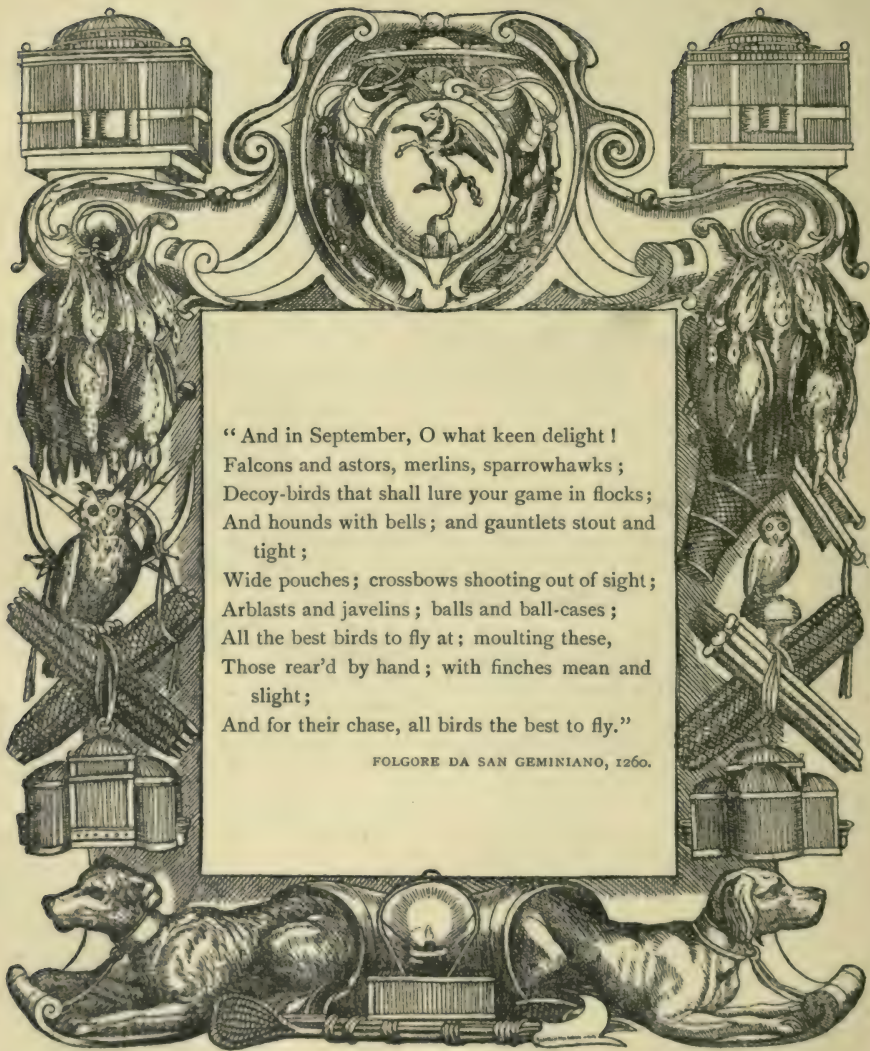 “And in September, O what keen delight !
Falcons and astors, merlins, sparrowhawks ;
Decoy-birds that shall lure your game in flocks ;
And hounds with bells ; and gauntlets stout and
tight ;
Wide pouches ; crossbows shooting out of sight ;
Arblasts and javelins ; balls and ball-cases ;
All the best birds to fly at ; moulting these,
Those rear’d by hand ; with finches mean and
slight ;
And for their chase, all birds the best to fly.”
FOLGORE DA SAN GEMINIANO, 1260.